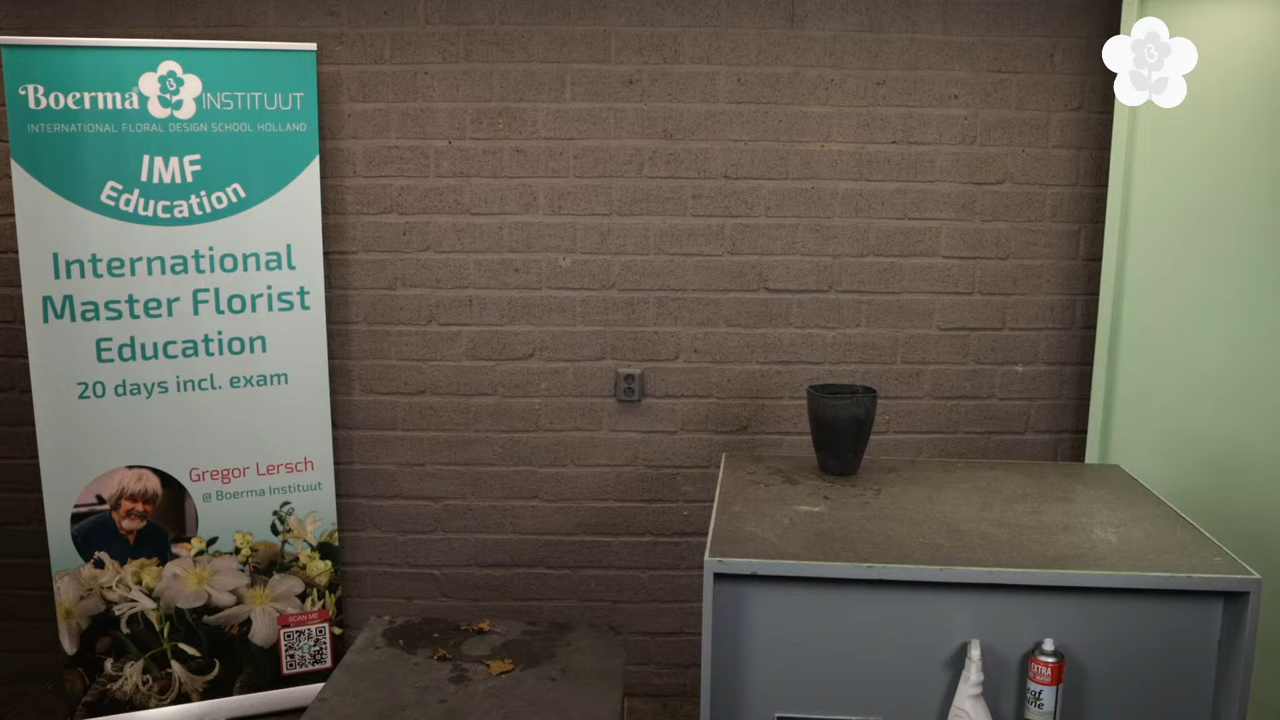 Boerma INSTITUUT
INTERNATIONAL FLORAL DESIGN SCHOOL HOLLAND
IMF
Education
International
Master Florist
Education
20 days incl. exam
Gregor Lersch
@ Boerma Instituut
SCAN ME
EXTRA